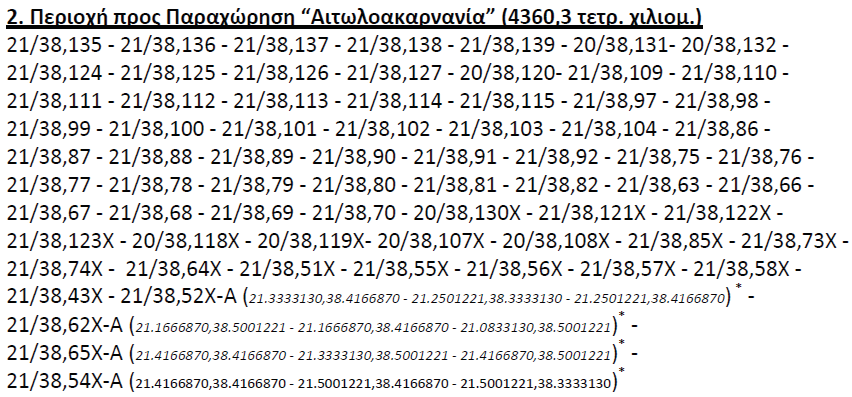 2. Περιοχή προς Παραχώρηση “Αιτωλοακαρνανία” (4360,3 τετρ. χιλιομ.)
21/38,135 - 21/38,136 - 21/38,137 - 21/38,138 - 21/38,139 - 20/38,131- 20/38,132 -
21/38,124 - 21/38,125 - 21/38,126 - 21/38,127 - 20/38,120- 21/38,109 - 21/38,110 -
21/38,111 - 21/38,112 - 21/38,113 - 21/38,114 - 21/38,115 - 21/38,97 - 21/38,98 -
21/38,99 - 21/38,100 - 21/38,101 - 21/38,102 - 21/38,103 - 21/38,104 - 21/38,86 -
21/38,87 - 21/38,88 - 21/38,89 - 21/38,90 - 21/38,91 - 21/38,92 - 21/38,75 - 21/38,76 -
21/38,77 - 21/38,78 - 21/38,79 - 21/38,80 - 21/38,81 - 21/38,82 - 21/38,63 - 21/38,66 -
21/38,67 - 21/38,68 - 21/38,69 - 21/38,70 - 20/38,130X - 21/38,121X - 21/38,122X -
21/38,123X - 20/38,118X - 20/38,119X- 20/38,107X - 20/38,108X - 21/38,85X - 21/38,73X -
21/38,74X - 21/38,64X - 21/38,51X - 21/38,55X - 21/38,56X - 21/38,57X - 21/38,58X -
21/38,43X - 21/38,52X-A (21.3333130,38.4166870 - 21.2501221,38.3333130 - 21.2501221,38.4166870) * -
21/38,62X-A (21.1666870,38.5001221 - 21.1666870,38.4166870 - 21.0833130,38.5001221)* -
21/38,65X-A (21.4166870,38.4166870 - 21.3333130,38.5001221 - 21.4166870,38.5001221)* -
21/38,54X-A (21.4166870,38.4166870 - 21.5001221,38.4166870 - 21.5001221,38.3333130)*